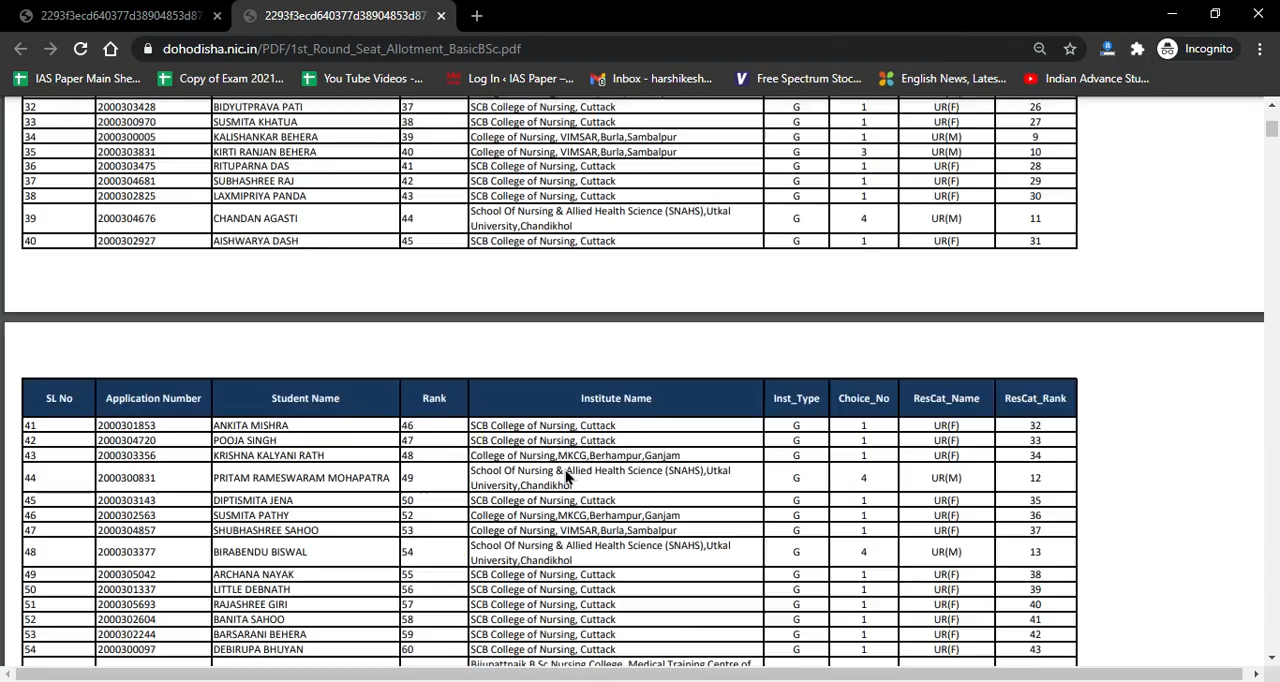 2293f3ecd640377d38904853d87
2293f3ecd640377d38904853d87
dohodisha.nic.in/PDF/1st_Round_Seat_Allotment_BasicBSc.pdf
Incognito
IAS Paper Main She... Copy of Exam 2021... You Tube Videos -... Log In ‹ IAS Paper –... Inbox - harshikesh... Free Spectrum Stoc... English News, Lates... Indian Advance Stu...
32 2000303428 BIDYUTPRAVA PATI 37 SCB College of Nursing, Cuttack G 1 UR(F) 26
33 2000300970 SUSMITA KHATUA 38 SCB College of Nursing, Cuttack G 1 UR(F) 27
34 2000300005 KALISHANKAR BEHERA 39 College of Nursing, VIMSAR,Burla,Sambalpur G 1 UR(M) 9
35 2000303831 KIRTI RANJAN BEHERA 40 College of Nursing, VIMSAR,Burla,Sambalpur G 3 UR(M) 10
36 2000303475 RITUPARNA DAS 41 SCB College of Nursing, Cuttack G 1 UR(F) 28
37 2000304681 SUBHASHREE RAJ 42 SCB College of Nursing, Cuttack G 1 UR(F) 29
38 2000302825 LAXMIPRIYA PANDA 43 SCB College of Nursing, Cuttack G 1 UR(F) 30
39 2000304676 CHANDAN AGASTI 44 School Of Nursing & Allied Health Science (SNAHS),Utkal G 4 UR(M) 11
University,Chandikhol
40 2000302927 AISHWARYA DASH 45 SCB College of Nursing, Cuttack G 1 UR(F) 31
SL No Application Number Student Name Rank Institute Name Inst_Type Choice_No ResCat_Name ResCat_Rank
41 2000301853 ANKITA MISHRA 46 SCB College of Nursing, Cuttack G 1 UR(F) 32
42 2000304720 POOJA SINGH 47 SCB College of Nursing, Cuttack G 1 UR(F) 33
43 2000303356 KRISHNA KALYANI RATH 48 College of Nursing,MKCG,Berhampur,Ganjam G 1 UR(F) 34
44 2000300831 PRITAM RAMESWARAM MOHAPATRA 49 School Of Nursing & Allied Health Science (SNAHS),Utkal G 4 UR(M) 12
University,Chandikhol
45 2000303143 DIPTISMITA JENA 50 SCB College of Nursing, Cuttack G 1 UR(F) 35
46 2000302563 SUSMITA PATHY 52 College of Nursing,MKCG,Berhampur,Ganjam G 1 UR(F) 36
47 2000304857 SHUBHASHREE SAHOO 53 College of Nursing, VIMSAR,Burla,Sambalpur G 1 UR(F) 37
48 2000303377 BIRABENDU BISWAL 54 School Of Nursing & Allied Health Science (SNAHS),Utkal G 4 UR(M) 13
University,Chandikhol
49 2000305042 ARCHANA NAYAK 55 SCB College of Nursing, Cuttack G 1 UR(F) 38
50 2000301337 LITTLE DEBNATH 56 SCB College of Nursing, Cuttack G 1 UR(F) 39
51 2000305693 RAJASHREE GIRI 57 SCB College of Nursing, Cuttack G 1 UR(F) 40
52 2000302604 BANITA SAHOO 58 SCB College of Nursing, Cuttack G 1 UR(F) 41
53 2000302244 BARSARANI BEHERA 59 SCB College of Nursing, Cuttack G 1 UR(F) 42
54 2000300097 DEBIRUPA BHUYAN 60 SCB College of Nursing, Cuttack G 1 UR(F) 43
Bijupattnaik B.Sc Nursing College, Medical Training Centre of